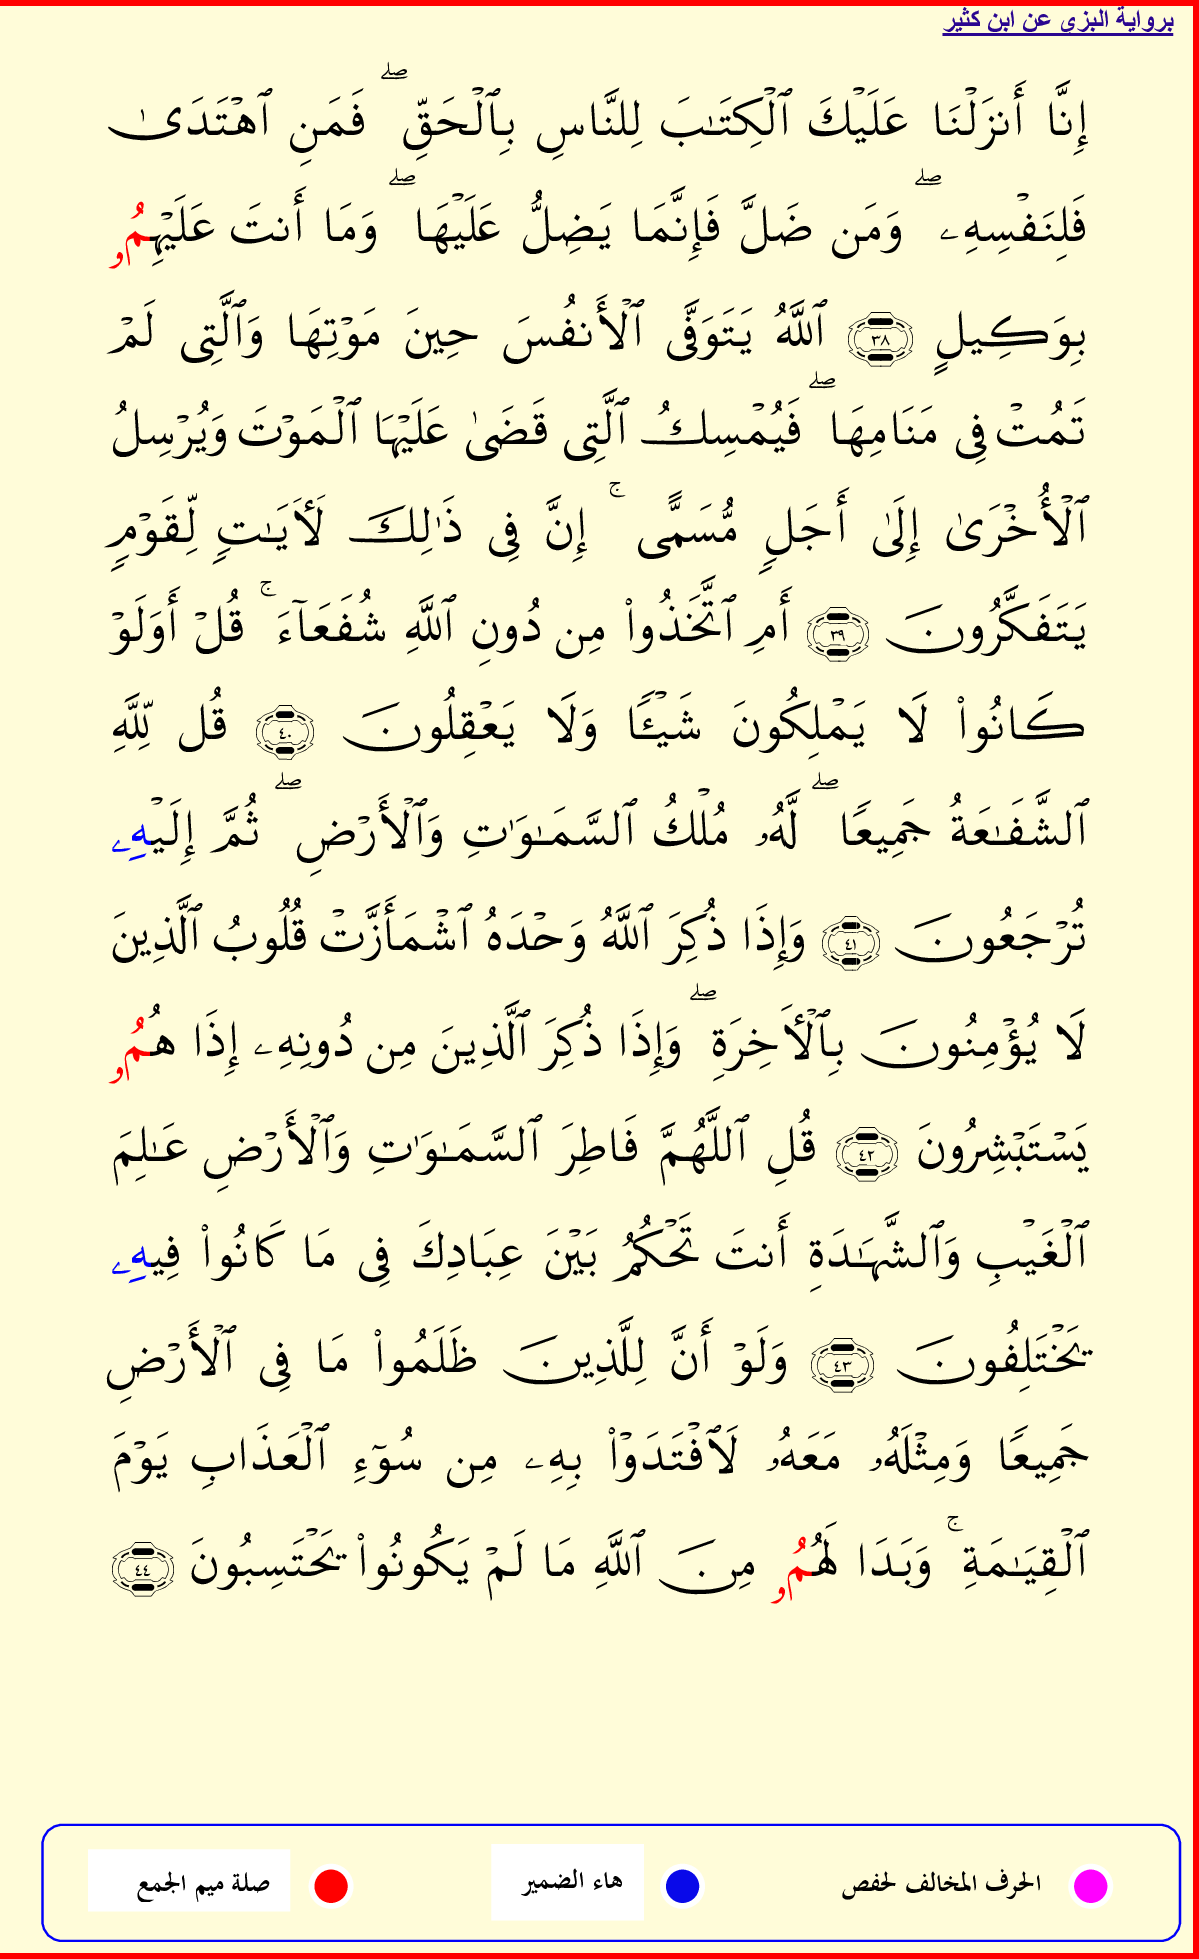 برواية البزى عن ابن كثير
إِنَّا أَنزَلْنَا عَلَيْكَ ٱلْكِتَـٰبَ لِلنَّاسِ بِٱلْحَقِّ ۖ فَمَنِ ٱهْتَدَىٰ
فَلِنَفْسِهِۦ ۖ وَمَن ضَلَّ فَإِنَّمَا يَضِلُّ عَلَيْهَا ۖ وَمَا أَنتَ عَلَيْهِمُۥ
بِوَكِيلٍ ٣٨ ٱللَّهُ يَتَوَفَّى ٱلْأَنفُسَ حِينَ مَوْتِهَا وَٱلَّتِى لَمْ
تَمُتْ فِى مَنَامِهَا ۖ فَيُمْسِكُ ٱلَّتِى قَضَىٰ عَلَيْهَا ٱلْمَوْتَ وَيُرْسِلُ
ٱلْأُخْرَىٰ إِلَىٰ أَجَلٍ مُّسَمًّى ۚ إِنَّ فِى ذَٰلِكَ لَـَٔايَـٰتٍ لِّقَوْمٍ
يَتَفَكَّرُونَ ٣٩ أَمِ ٱتَّخَذُوا۟ مِن دُونِ ٱللَّهِ شُفَعَآءَ ۚ قُلْ أَوَلَوْ
كَانُوا۟ لَا يَمْلِكُونَ شَيْـًٔا وَلَا يَعْقِلُونَ ٤٠ قُل لِّلَّهِ
ٱلشَّفَـٰعَةُ جَمِيعًا ۖ لَّهُۥ مُلْكُ ٱلسَّمَـٰوَٰتِ وَٱلْأَرْضِ ۖ ثُمَّ إِلَيْهِۦ
تُرْجَعُونَ ٤١ وَإِذَا ذُكِرَ ٱللَّهُ وَحْدَهُ ٱشْمَأَزَّتْ قُلُوبُ ٱلَّذِينَ
لَا يُؤْمِنُونَ بِٱلْـَٔاخِرَةِ ۖ وَإِذَا ذُكِرَ ٱلَّذِينَ مِن دُونِهِۦ إِذَا هُمُۥ
يَسْتَبْشِرُونَ ٤٢ قُلِ ٱللَّهُمَّ فَاطِرَ ٱلسَّمَـٰوَٰتِ وَٱلْأَرْضِ عَـٰلِمَ
ٱلْغَيْبِ وَٱلشَّهَـٰدَةِ أَنتَ تَحْكُمُ بَيْنَ عِبَادِكَ فِى مَا كَانُوا۟ فِيهِۦ
يَخْتَلِفُونَ ٤٣ وَلَوْ أَنَّ لِلَّذِينَ ظَلَمُوا۟ مَا فِى ٱلْأَرْضِ
جَمِيعًا وَمِثْلَهُۥ مَعَهُۥ لَٱفْتَدَوْا۟ بِهِۦ مِن سُوٓءِ ٱلْعَذَابِ يَوْمَ
ٱلْقِيَـٰمَةِ ۚ وَبَدَا لَهُمُۥ مِنَ ٱللَّهِ مَا لَمْ يَكُونُوا۟ يَحْتَسِبُونَ ٤٤
الحرف المخالف لحفص هاء الضمير صلة ميم الجمع